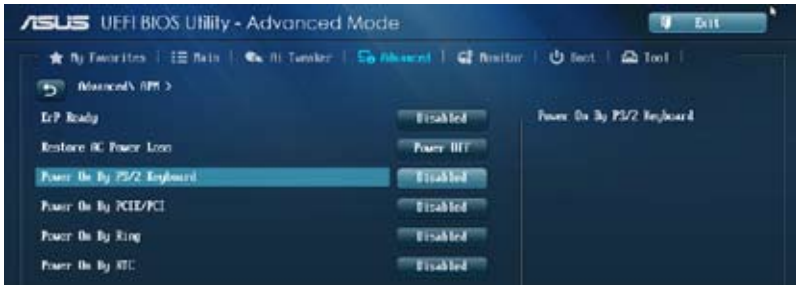 ASUS UEFI BIOS Utility - Advanced Mode
Exit
My Favorites | Main | Ai Tweaker | Advanced | Monitor | Boot | Tool
Advanced\ APM >
ErP Ready Disabled
Power On By PS/2 Keyboard
Restore AC Power Loss Power Off
Power On By PS/2 Keyboard Disabled
Power On By PCIE/PCI Disabled
Power On By Ring Disabled
Power On By RTC Disabled